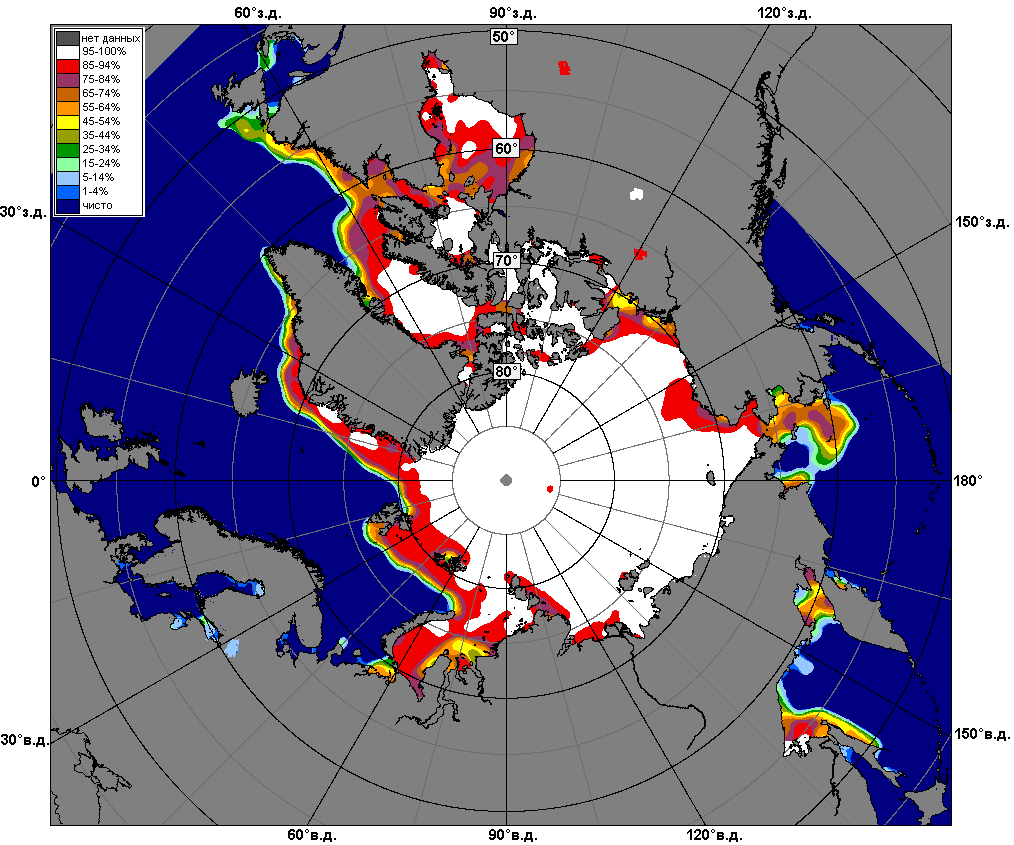 60°з.д.
90°з.д.
120°з.д.
50°
нет данных
95-100%
85-94%
75-84%
65-74%
55-64%
45-54%
35-44%
25-34%
15-24%
5-14%
1-4%
чисто
60°
30°з.д.
150°з.д.
70°
80°
0°
180°
30°в.д.
150°в.д.
60°в.д.
90°в.д.
120°в.д.